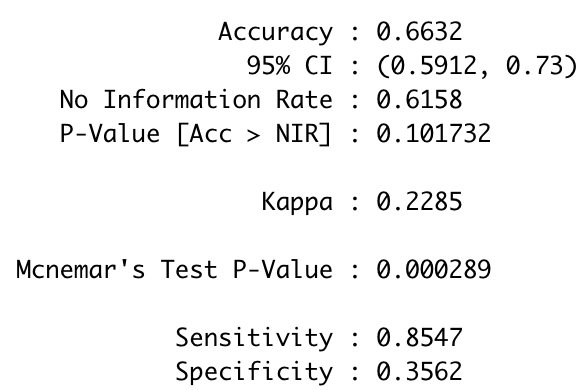 Accuracy : 0.6632
95% CI : (0.5912, 0.73)
No Information Rate : 0.6158
P-Value [Acc > NIR] : 0.101732
Kappa : 0.2285
Mcnemar's Test P-Value : 0.000289
Sensitivity : 0.8547
Specificity : 0.3562